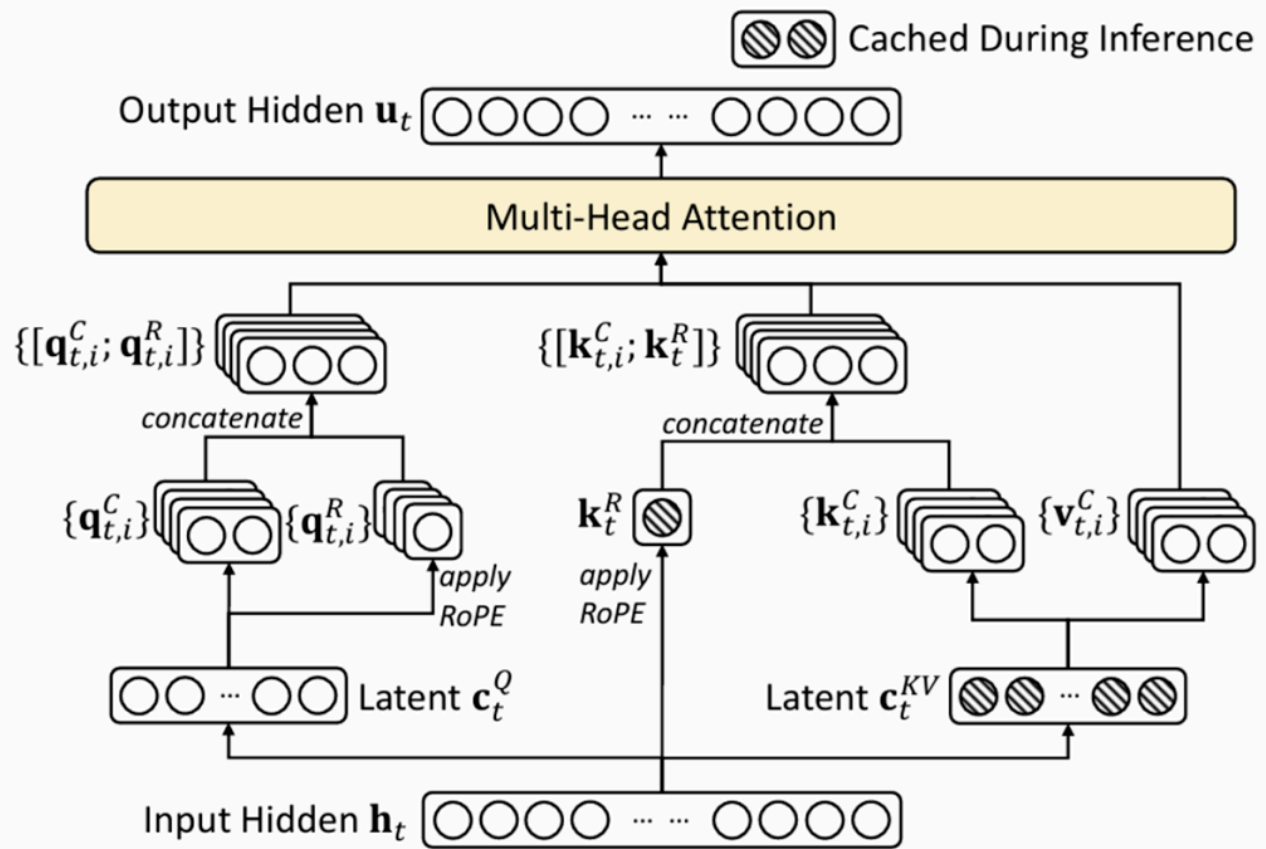 Cached During Inference
Output Hidden u_t
··· ···
Multi-Head Attention
{[q^C_{t,i}; q^R_{t,i}]}
{[k^C_{t,i}; k^R_t]}
concatenate
concatenate
{q^C_{t,i}}
{q^R_{t,i}}
k^R_t
{k^C_{t,i}}
{v^C_{t,i}}
apply
RoPE
apply
RoPE
··· Latent c^Q_t
Latent c^{KV}_t ···
Input Hidden h_t
··· ···